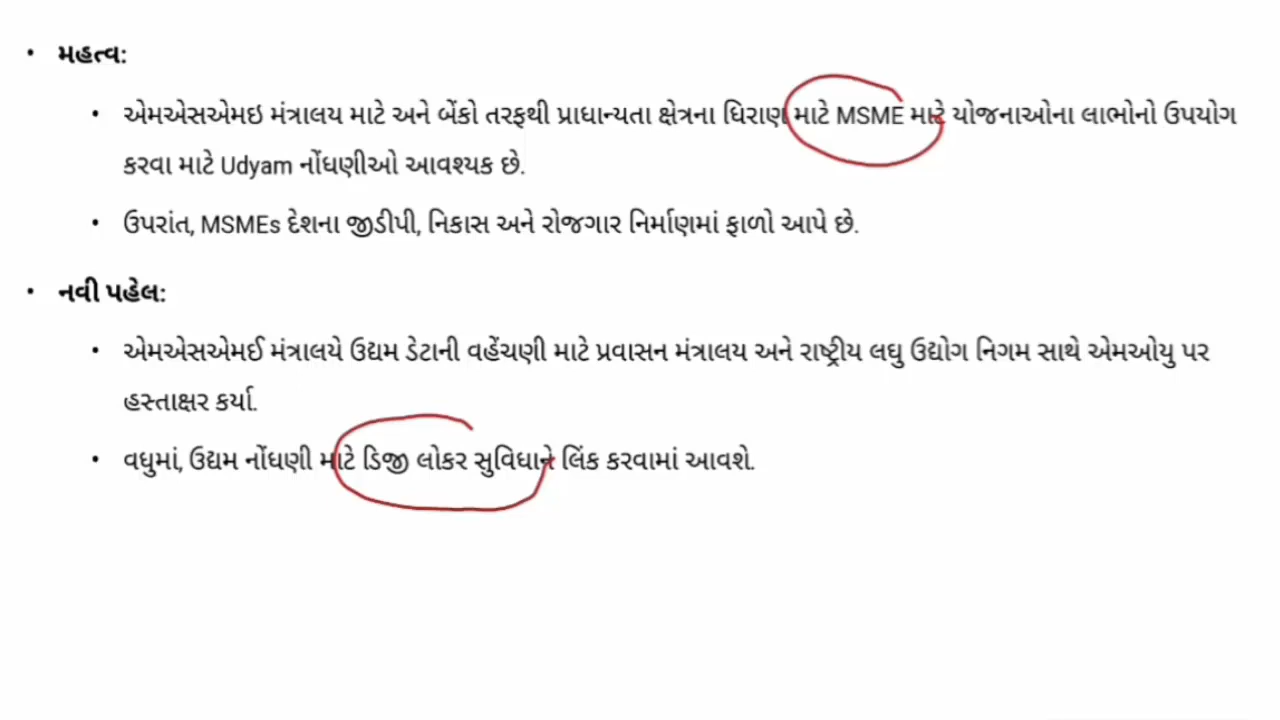 • મહત્વ:
• એમએસએમઇ મંત્રાલય માટે અને બેંકો તરફથી પ્રાધાન્યતા ક્ષેત્રના ધિરાણ માટે MSME માટે યોજનાઓના લાભોનો ઉપયોગ
કરવા માટે Udyam નોંધણીઓ આવશ્યક છે.
• ઉપરાંત, MSMEs દેશના જીડીપી, નિકાસ અને રોજગાર નિર્માણમાં ફાળો આપે છે.
• નવી પહેલ:
• એમએસએમઈ મંત્રાલયે ઉદ્યમ ડેટાની વહેંચણી માટે પ્રવાસન મંત્રાલય અને રાષ્ટ્રીય લઘુ ઉદ્યોગ નિગમ સાથે એમઓયુ પર
હસ્તાક્ષર કર્યા.
• વધુમાં, ઉદ્યમ નોંધણી માટે ડિજી લોકર સુવિધાને લિંક કરવામાં આવશે.